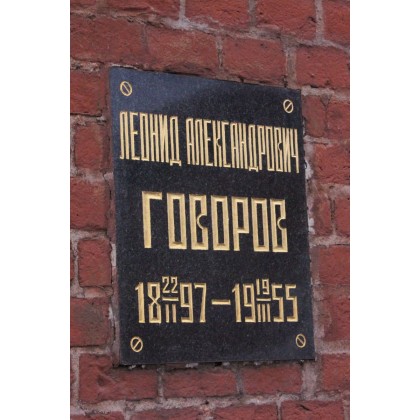 ЛЕОНИД АЛЕКСАНДРОВИЧ
ГОВОРОВ
18 22/II 97 — 19 19/III 55